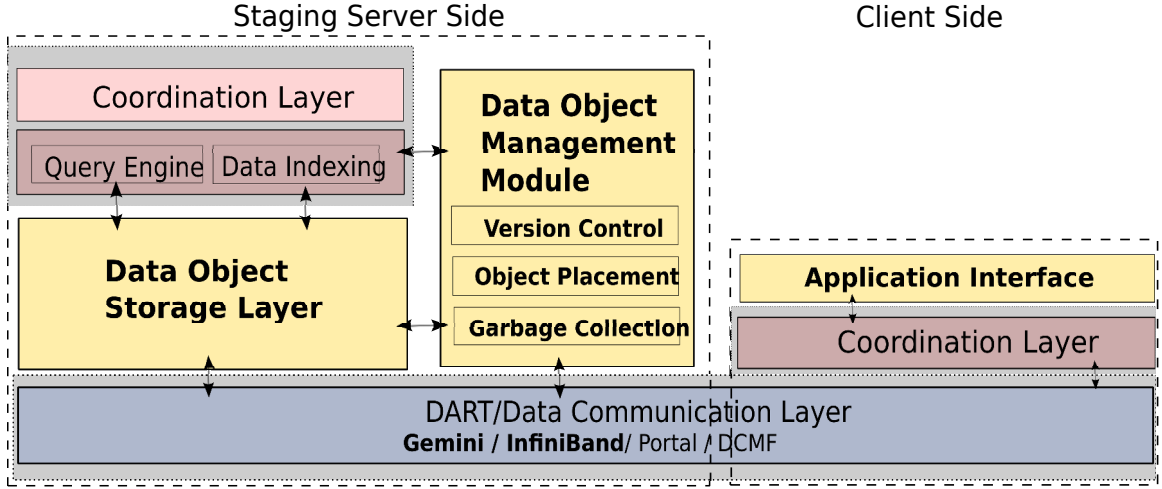 Staging Server Side
Client Side
Coordination Layer
Query Engine
Data Indexing
Data Object
Management
Module
Version Control
Object Placement
Garbage Collection
Data Object
Storage Layer
Application Interface
Coordination Layer
DART/Data Communication Layer
Gemini / InfiniBand/ Portal / DCMF